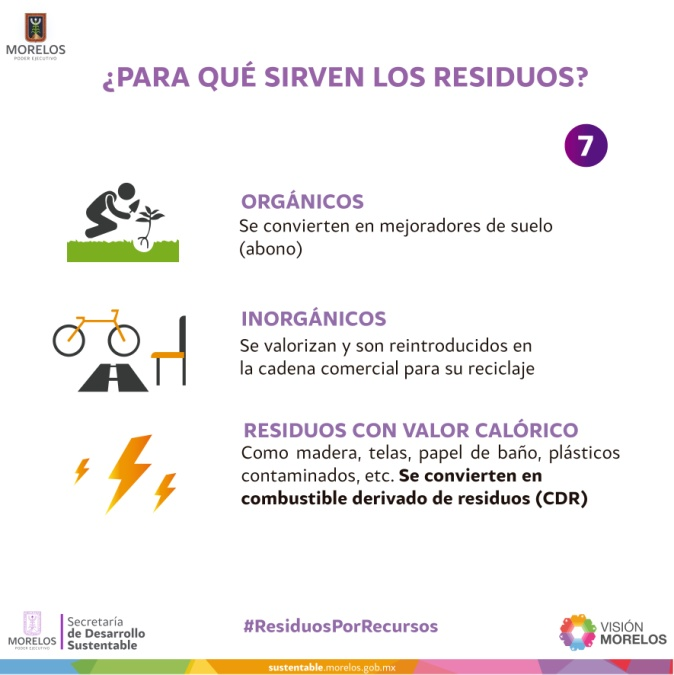 MORELOS
PODER EJECUTIVO
¿PARA QUÉ SIRVEN LOS RESIDUOS?
7
ORGÁNICOS
Se convierten en mejoradores de suelo
(abono)
INORGÁNICOS
Se valorizan y son reintroducidos en
la cadena comercial para su reciclaje
RESIDUOS CON VALOR CALÓRICO
Como madera, telas, papel de baño, plásticos
contaminados, etc. Se convierten en
combustible derivado de residuos (CDR)
MORELOS
PODER EJECUTIVO
Secretaría
de Desarrollo
Sustentable
#ResiduosPorRecursos
VISIÓN
MORELOS
sustentable.morelos.gob.mx